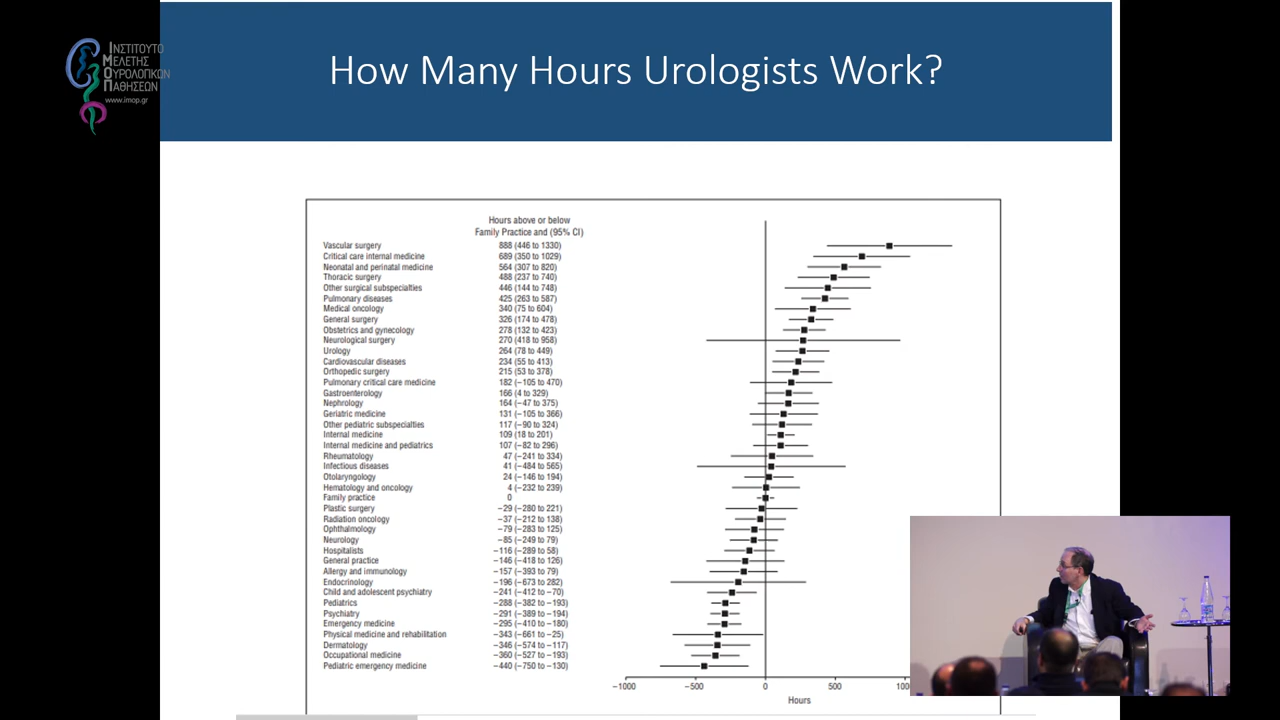 ΙΝΣΤΙΤΟΥΤΟ
ΜΕΛΕΤΗΣ
ΟΥΡΟΛΟΓΙΚΩΝ
ΠΑΘΗΣΕΩΝ
www.imop.gr
How Many Hours Urologists Work?
Hours above or below
Family Practice and (95% CI)
Vascular surgery 888 (446 to 1330)
Critical care internal medicine 689 (350 to 1029)
Neonatal and perinatal medicine 564 (307 to 820)
Thoracic surgery 488 (237 to 740)
Other surgical subspecialties 446 (144 to 748)
Pulmonary diseases 425 (263 to 587)
Medical oncology 340 (75 to 604)
General surgery 326 (174 to 478)
Obstetrics and gynecology 278 (132 to 423)
Neurological surgery 270 (418 to 958)
Urology 264 (78 to 449)
Cardiovascular diseases 234 (55 to 413)
Orthopedic surgery 215 (53 to 378)
Pulmonary critical care medicine 182 (−105 to 470)
Gastroenterology 166 (4 to 329)
Nephrology 164 (−47 to 375)
Geriatric medicine 131 (−105 to 366)
Other pediatric subspecialties 117 (−90 to 324)
Internal medicine 109 (18 to 201)
Internal medicine and pediatrics 107 (−82 to 296)
Rheumatology 47 (−241 to 334)
Infectious diseases 41 (−484 to 565)
Otolaryngology 24 (−146 to 194)
Hematology and oncology 4 (−232 to 239)
Family practice 0
Plastic surgery −29 (−280 to 221)
Radiation oncology −37 (−212 to 138)
Ophthalmology −79 (−283 to 125)
Neurology −85 (−249 to 79)
Hospitalists −116 (−289 to 58)
General practice −146 (−418 to 126)
Allergy and immunology −157 (−393 to 79)
Endocrinology −196 (−673 to 282)
Child and adolescent psychiatry −241 (−412 to −70)
Pediatrics −288 (−382 to −193)
Psychiatry −291 (−389 to −194)
Emergency medicine −295 (−410 to −180)
Physical medicine and rehabilitation −343 (−661 to −25)
Dermatology −346 (−574 to −117)
Occupational medicine −360 (−527 to −193)
Pediatric emergency medicine −440 (−750 to −130)
−1000 −500 0 500
Hours